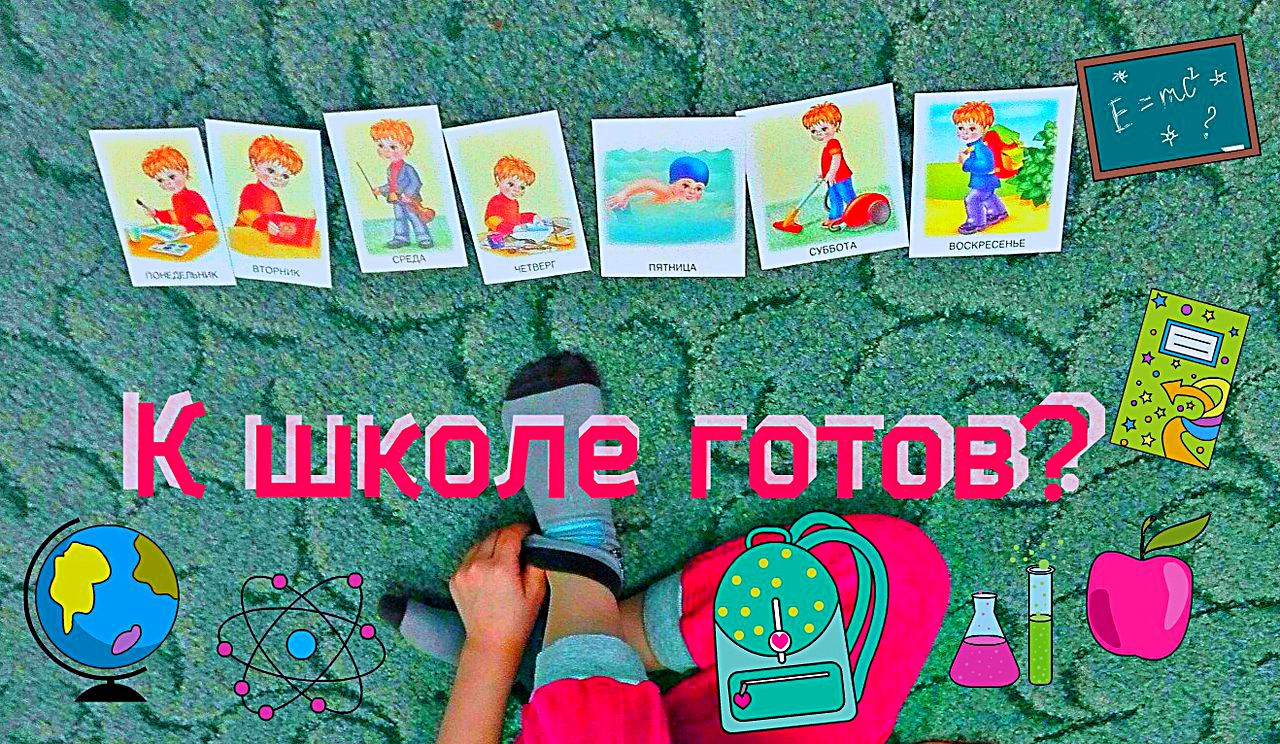 ПОНЕДЕЛЬНИК
ВТОРНИК
СРЕДА
ЧЕТВЕРГ
ПЯТНИЦА
СУББОТА
ВОСКРЕСЕНЬЕ
E = mc²
?
К школе готов?